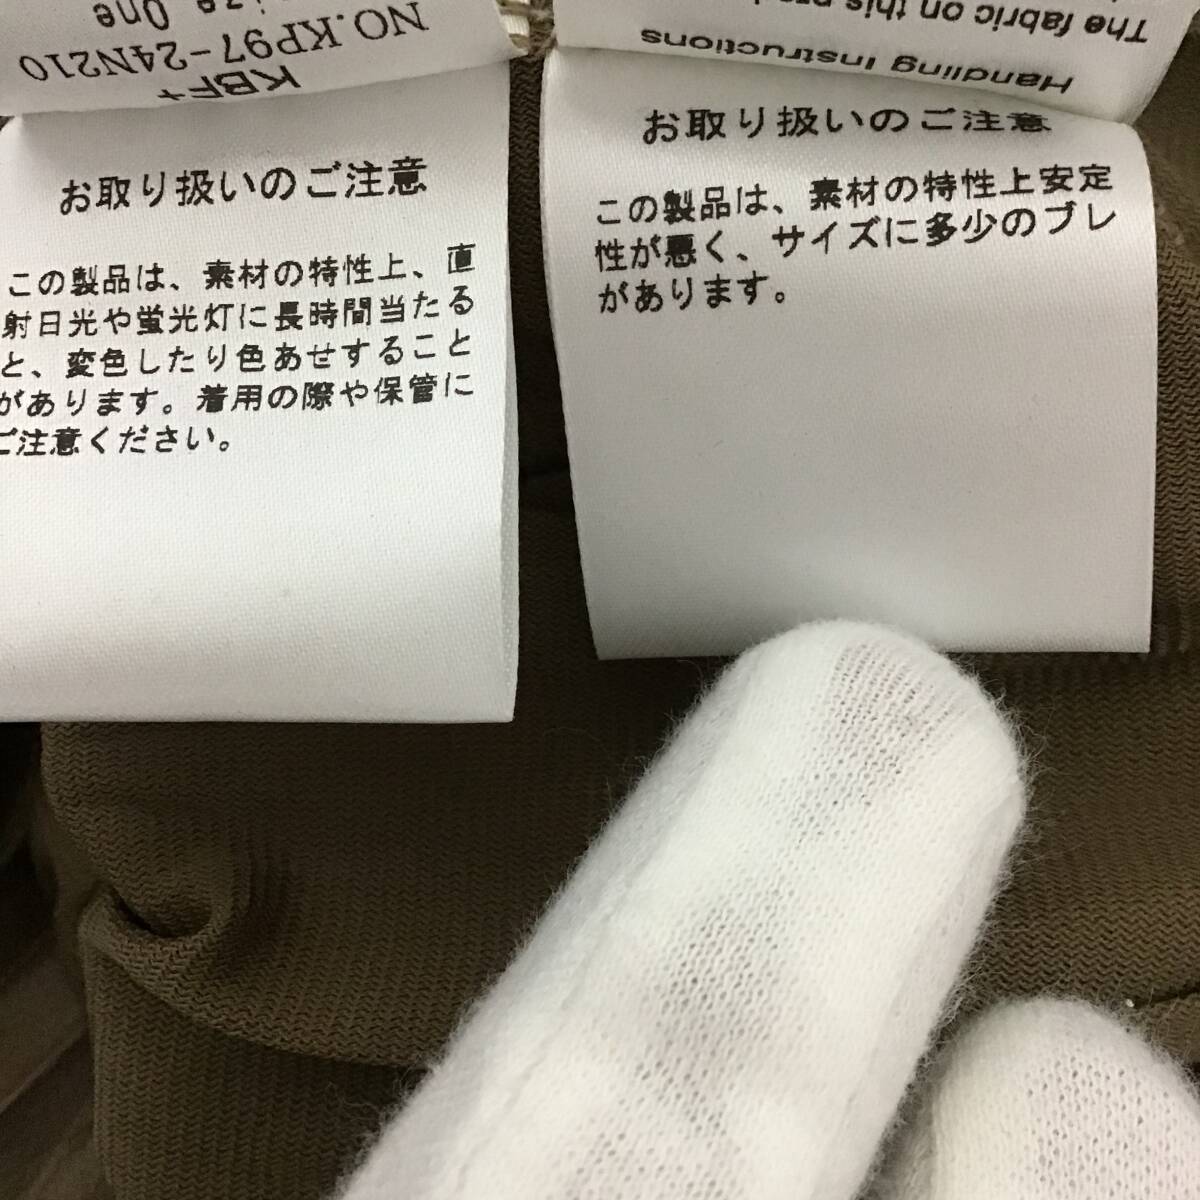 Size One
NO.KP97-24N210
KBF+
お取り扱いのご注意
この製品は、素材の特性上、直
射日光や蛍光灯に長時間当たる
と、変色したり色あせすること
があります。着用の際や保管に
ご注意ください。
The fabric on this
Handling Instructions
お取り扱いのご注意
この製品は、素材の特性上安定
性が悪く、サイズに多少のブレ
があります。